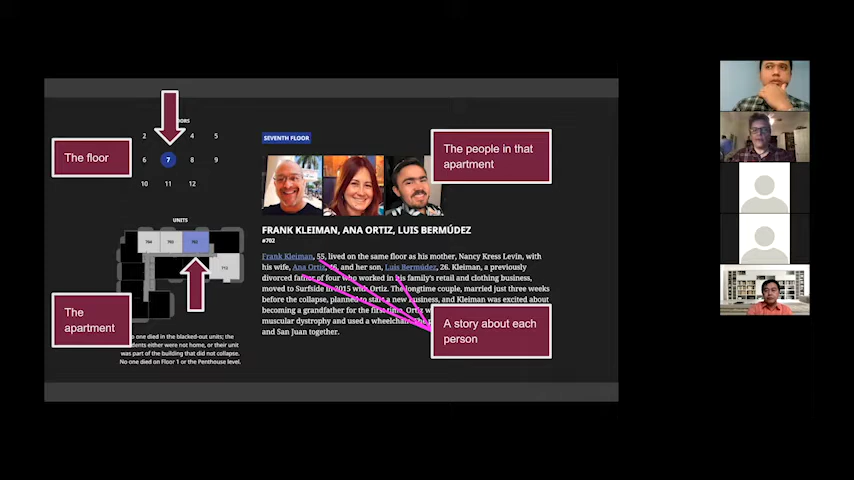 The floor
ORS
2 4 5
6 7 8 9
10 11 12
UNITS
704 703 702
712
The
apartment
o one died in the blacked-out units; the
dents either were not home, or their unit
was part of the building that did not collapse.
No one died on Floor 1 or the Penthouse level.
SEVENTH FLOOR
The people in that
apartment
FRANK KLEIMAN, ANA ORTIZ, LUIS BERMÚDEZ
#702
Frank Kleiman, 55, lived on the same floor as his mother, Nancy Kress Levin, with
his wife, Ana Ortiz, and her son, Luis Bermúdez, 26. Kleiman, a previously
divorced father of four who worked in his family's retail and clothing business,
moved to Surfside in 2015 with Ortiz. The longtime couple, married just three weeks
before the collapse, planned to start a new business, and Kleiman was excited about
becoming a grandfather for the first time. Ortiz
muscular dystrophy and used a wheelchair.
and San Juan together.
A story about each
person